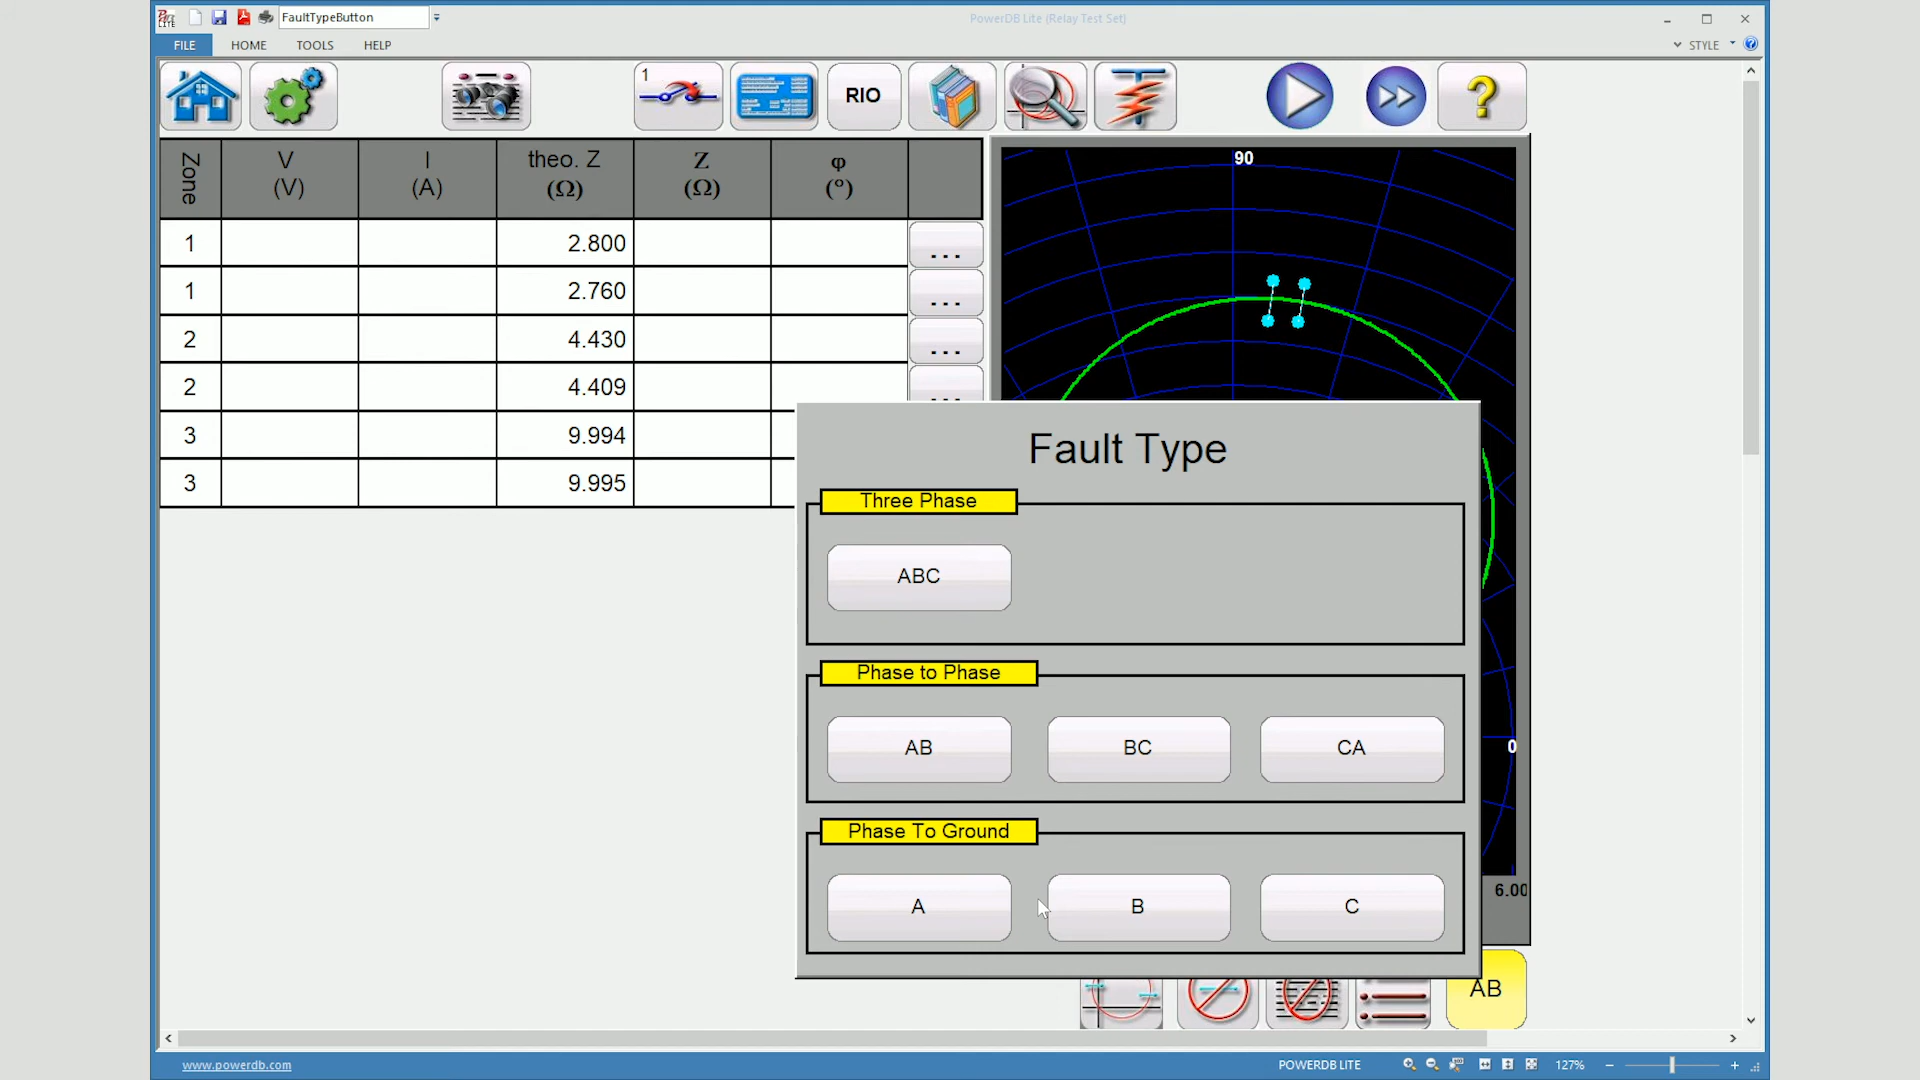 FaultTypeButton
PowerDB Lite (Relay Test Set)
FILE HOME TOOLS HELP
STYLE
1
RIO
Zone V (V) I (A) theo. Z (Ω) Z (Ω) φ (°)
1 2.800 ...
1 2.760 ...
2 4.430 ...
2 4.409 ...
3 9.994
3 9.995
90
0
6.00
Fault Type
Three Phase
ABC
Phase to Phase
AB BC CA
Phase To Ground
A B C
AB
www.powerdb.com
POWERDB LITE
127%